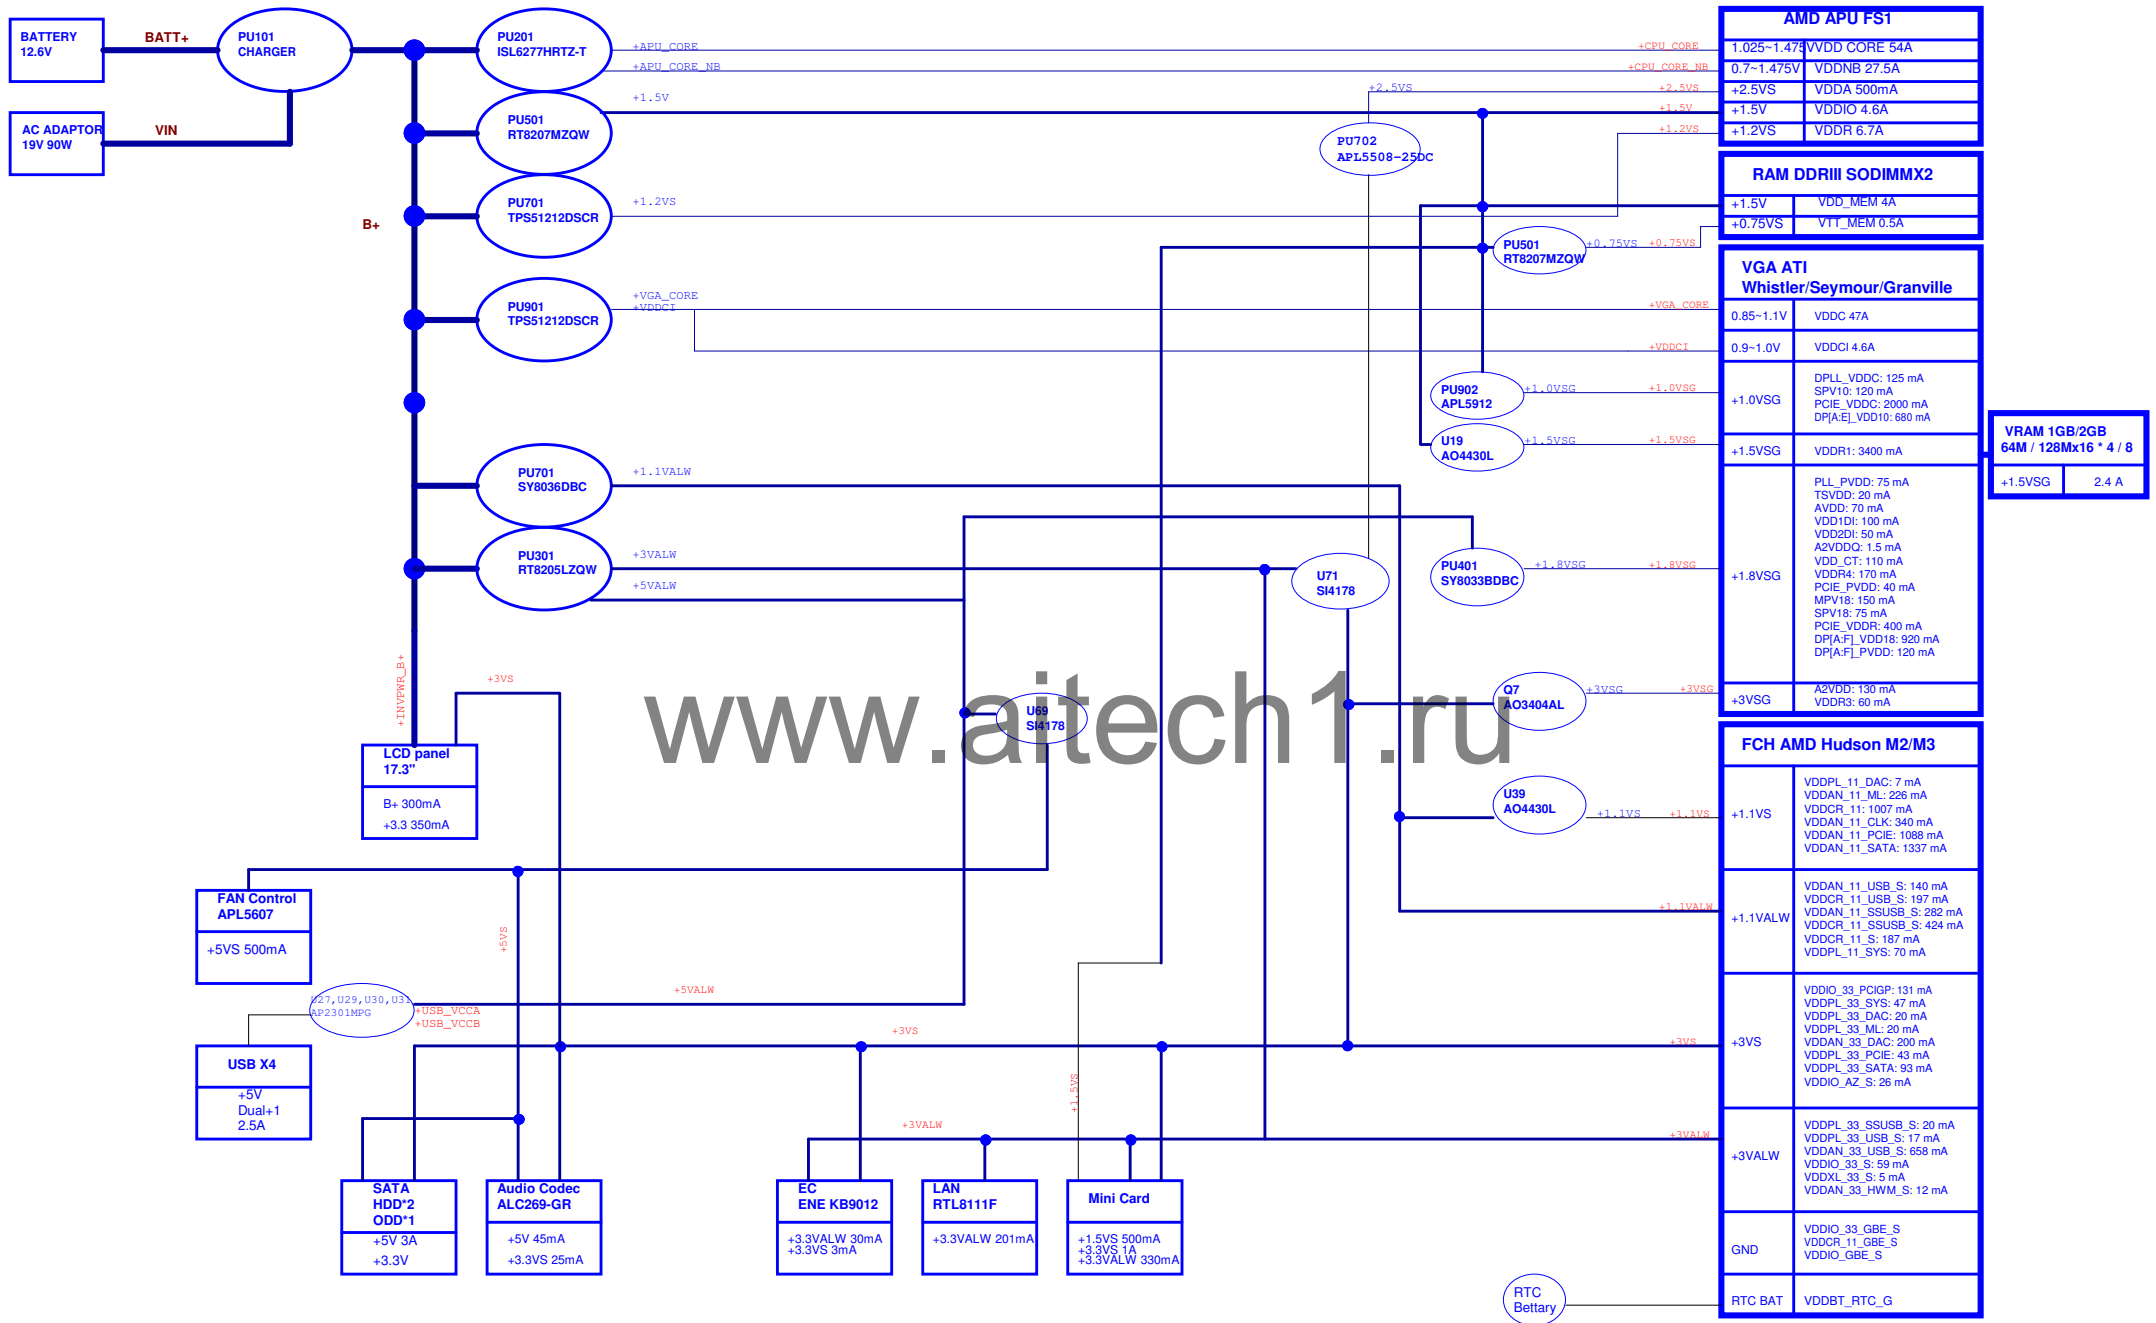 BATTERY
12.6V
BATT+
PU101
CHARGER
AC ADAPTOR
19V 90W
VIN
B+
PU201
ISL6277HRTZ-T
+APU_CORE
+APU_CORE_NB
+CPU_CORE
+CPU_CORE_NB
PU501
RT8207MZQW
+1.5V
+2.5VS
+2.5VS
+1.5V
+1.2VS
PU702
APL5508-25DC
PU701
TPS51212DSCR
+1.2VS
PU501
RT8207MZQW
+0.75VS
+0.75VS
PU901
TPS51212DSCR
+VGA_CORE
+VDDCI
+VGA_CORE
+VDDCI
PU902
APL5912
+1.0VSG
+1.0VSG
U19
AO4430L
+1.5VSG
+1.5VSG
PU701
SY8036DBC
+1.1VALW
PU301
RT8205LZQW
+3VALW
+5VALW
U71
SI4178
PU401
SY8033BDBC
+1.8VSG
+1.8VSG
+INVPWR_B+
+3VS
U69
SI4178
Q7
AO3404AL
+3VSG
+3VSG
www.aitech1.ru
LCD panel
17.3"
B+ 300mA
+3.3 350mA
U39
AO4430L
+1.1VS
+1.1VS
FAN Control
APL5607
+5VS 500mA
+5VS
+1.1VALW
U27,U29,U30,U31
AP2301MPG
+USB_VCCA
+USB_VCCB
+5VALW
+3VS
+3VS
USB X4
+5V
Dual+1
2.5A
+1.5VS
+3VALW
+3VALW
SATA
HDD*2
ODD*1
+5V 3A
+3.3V
Audio Codec
ALC269-GR
+5V 45mA
+3.3VS 25mA
EC
ENE KB9012
+3.3VALW 30mA
+3.3VS 3mA
LAN
RTL8111F
+3.3VALW 201mA
Mini Card
+1.5VS 500mA
+3.3VS 1A
+3.3VALW 330mA
RTC
Bettary
AMD APU FS1
1.025~1.475V VDD CORE 54A
0.7~1.475V VDDNB 27.5A
+2.5VS VDDA 500mA
+1.5V VDDIO 4.6A
+1.2VS VDDR 6.7A
RAM DDRIII SODIMMX2
+1.5V VDD_MEM 4A
+0.75VS VTT_MEM 0.5A
VGA ATI
Whistler/Seymour/Granville
0.85~1.1V VDDC 47A
0.9~1.0V VDDCI 4.6A
+1.0VSG
DPLL_VDDC: 125 mA
SPV10: 120 mA
PCIE_VDDC: 2000 mA
DP[A:E]_VDD10: 680 mA
+1.5VSG VDDR1: 3400 mA
+1.8VSG
PLL_PVDD: 75 mA
TSVDD: 20 mA
AVDD: 70 mA
VDD1DI: 100 mA
VDD2DI: 50 mA
A2VDDQ: 1.5 mA
VDD_CT: 110 mA
VDDR4: 170 mA
PCIE_PVDD: 40 mA
MPV18: 150 mA
SPV18: 75 mA
PCIE_VDDR: 400 mA
DP[A:F]_VDD18: 920 mA
DP[A:F]_PVDD: 120 mA
+3VSG
A2VDD: 130 mA
VDDR3: 60 mA
VRAM 1GB/2GB
64M / 128Mx16 * 4 / 8
+1.5VSG 2.4 A
FCH AMD Hudson M2/M3
+1.1VS
VDDPL_11_DAC: 7 mA
VDDAN_11_ML: 226 mA
VDDCR_11: 1007 mA
VDDAN_11_CLK: 340 mA
VDDAN_11_PCIE: 1088 mA
VDDAN_11_SATA: 1337 mA
+1.1VALW
VDDAN_11_USB_S: 140 mA
VDDCR_11_USB_S: 197 mA
VDDAN_11_SSUSB_S: 282 mA
VDDCR_11_SSUSB_S: 424 mA
VDDCR_11_S: 187 mA
VDDPL_11_SYS: 70 mA
+3VS
VDDIO_33_PCIGP: 131 mA
VDDPL_33_SYS: 47 mA
VDDPL_33_DAC: 20 mA
VDDPL_33_ML: 20 mA
VDDAN_33_DAC: 200 mA
VDDPL_33_PCIE: 43 mA
VDDPL_33_SATA: 93 mA
VDDIO_AZ_S: 26 mA
+3VALW
VDDPL_33_SSUSB_S: 20 mA
VDDPL_33_USB_S: 17 mA
VDDAN_33_USB_S: 658 mA
VDDIO_33_S: 59 mA
VDDXL_33_S: 5 mA
VDDAN_33_HWM_S: 12 mA
GND
VDDIO_33_GBE_S
VDDCR_11_GBE_S
VDDIO_GBE_S
RTC BAT VDDBT_RTC_G